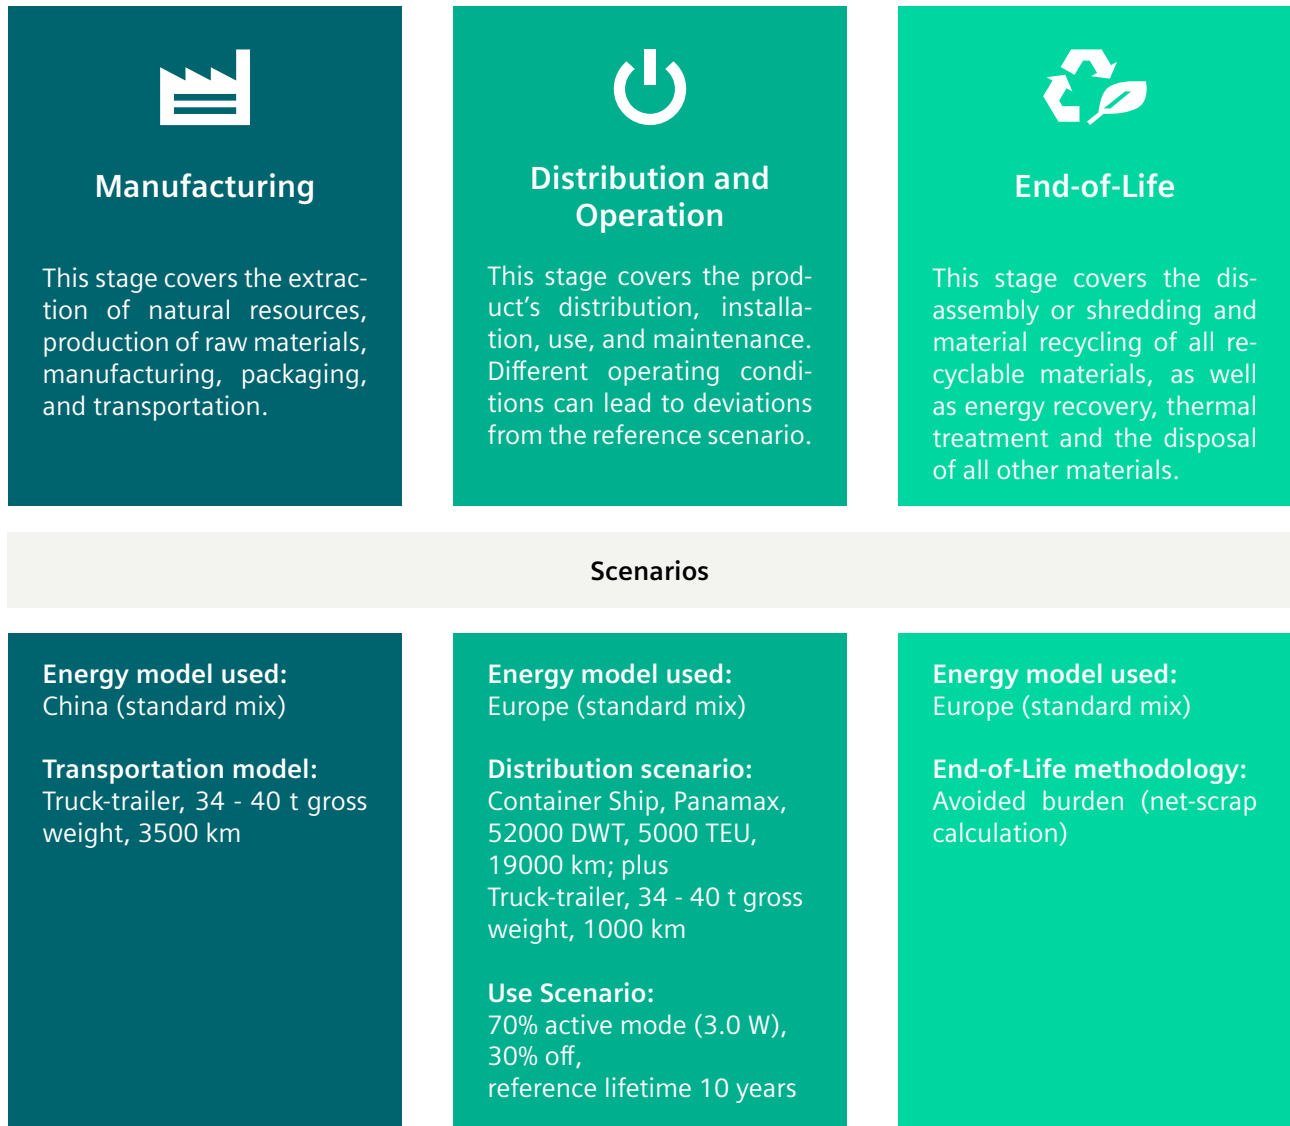 Manufacturing
This stage covers the extrac-
tion of natural resources,
production of raw materials,
manufacturing, packaging,
and transportation.
Distribution and
Operation
This stage covers the prod-
uct's distribution, installa-
tion, use, and maintenance.
Different operating condi-
tions can lead to deviations
from the reference scenario.
End-of-Life
This stage covers the dis-
assembly or shredding and
material recycling of all re-
cyclable materials, as well
as energy recovery, thermal
treatment and the disposal
of all other materials.
Scenarios
Energy model used:
China (standard mix)
Transportation model:
Truck-trailer, 34 - 40 t gross
weight, 3500 km
Energy model used:
Europe (standard mix)
Distribution scenario:
Container Ship, Panamax,
52000 DWT, 5000 TEU,
19000 km; plus
Truck-trailer, 34 - 40 t gross
weight, 1000 km
Use Scenario:
70% active mode (3.0 W),
30% off,
reference lifetime 10 years
Energy model used:
Europe (standard mix)
End-of-Life methodology:
Avoided burden (net-scrap
calculation)